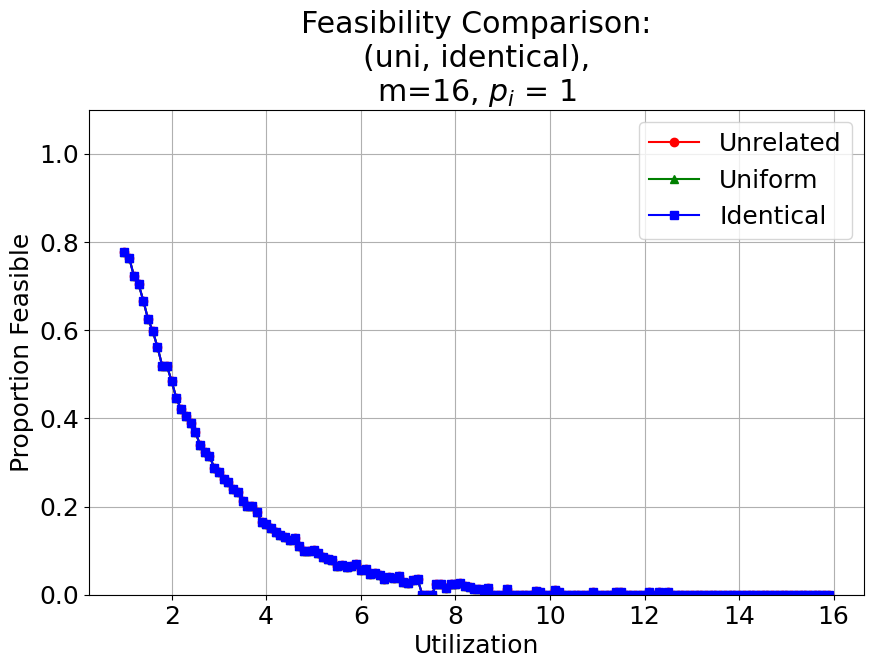 Feasibility Comparison:
(uni, identical),
m=16, $p_i$ = 1
Unrelated
Uniform
Identical
Proportion Feasible
1.0
0.8
0.6
0.4
0.2
0.0
2 4 6 8 10 12 14 16
Utilization